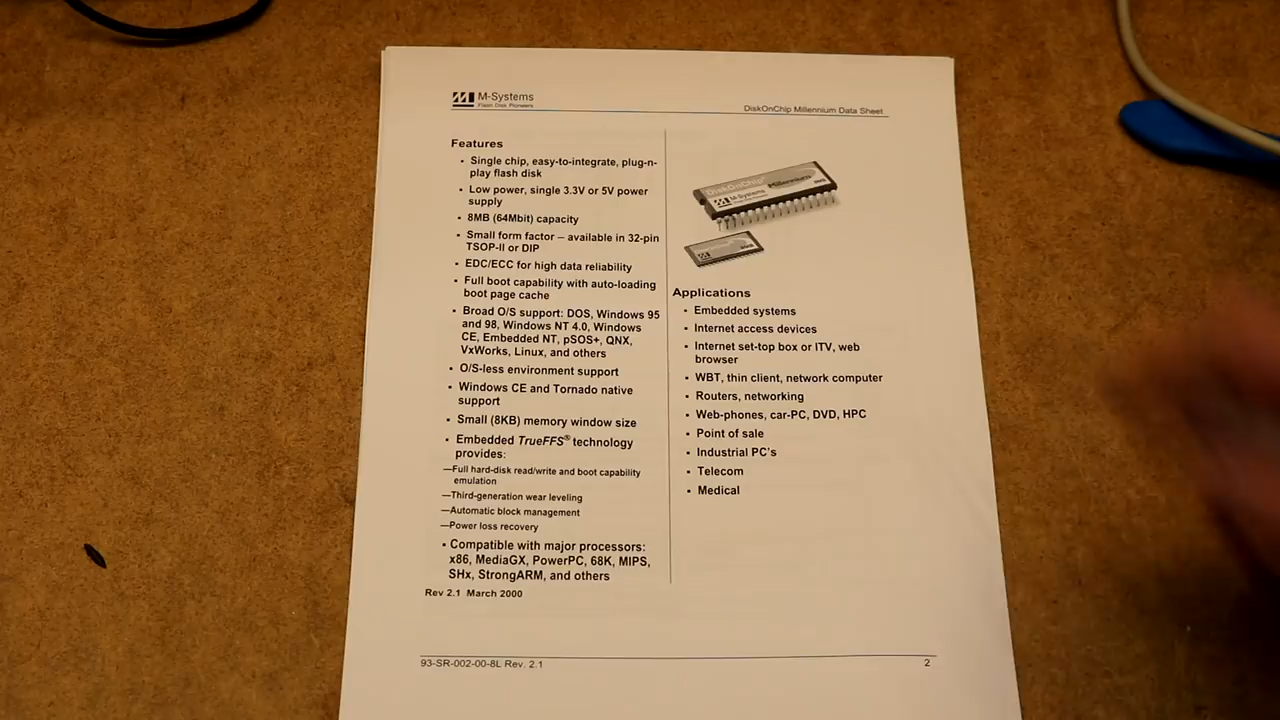 M-Systems
Flash Disk Pioneers
DiskOnChip Millennium Data Sheet
Features
• Single chip, easy-to-integrate, plug-n-
play flash disk
• Low power, single 3.3V or 5V power
supply
• 8MB (64Mbit) capacity
• Small form factor – available in 32-pin
TSOP-II or DIP
• EDC/ECC for high data reliability
• Full boot capability with auto-loading
boot page cache
• Broad O/S support: DOS, Windows 95
and 98, Windows NT 4.0, Windows
CE, Embedded NT, pSOS+, QNX,
VxWorks, Linux, and others
• O/S-less environment support
• Windows CE and Tornado native
support
• Small (8KB) memory window size
• Embedded TrueFFS® technology
provides:
—Full hard-disk read/write and boot capability
emulation
—Third-generation wear leveling
—Automatic block management
—Power loss recovery
• Compatible with major processors:
x86, MediaGX, PowerPC, 68K, MIPS,
SHx, StrongARM, and others
Rev 2.1 March 2000
DiskOnChip
Millennium
M-Systems
Applications
• Embedded systems
• Internet access devices
• Internet set-top box or ITV, web
browser
• WBT, thin client, network computer
• Routers, networking
• Web-phones, car-PC, DVD, HPC
• Point of sale
• Industrial PC's
• Telecom
• Medical
93-SR-002-00-8L Rev. 2.1
2